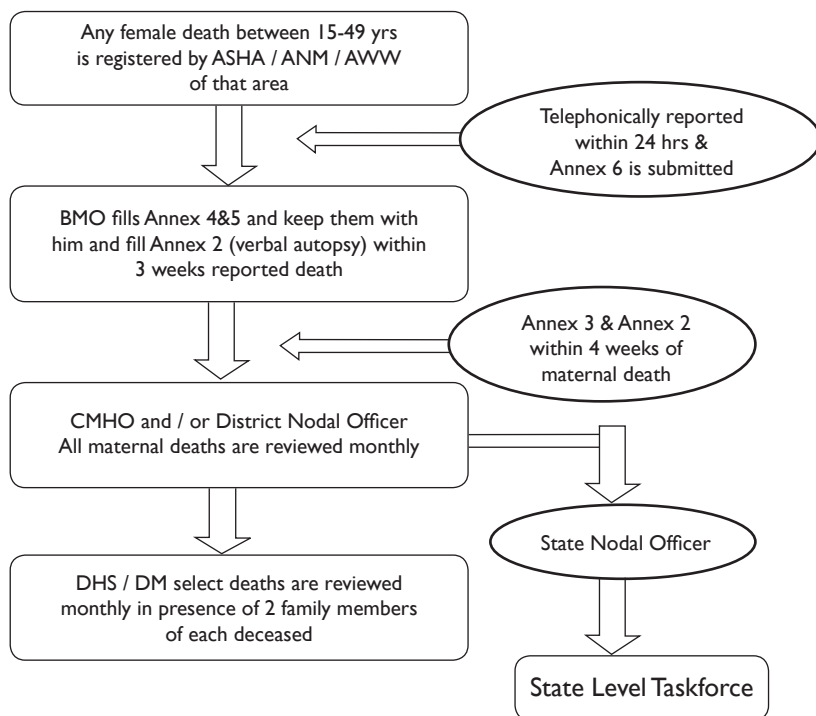 Any female death between 15-49 yrs
is registered by ASHA / ANM / AWW
of that area
Telephonically reported
within 24 hrs &
Annex 6 is submitted
BMO fills Annex 4&5 and keep them with
him and fill Annex 2 (verbal autopsy) within
3 weeks reported death
Annex 3 & Annex 2
within 4 weeks of
maternal death
CMHO and / or District Nodal Officer
All maternal deaths are reviewed monthly
State Nodal Officer
DHS / DM select deaths are reviewed
monthly in presence of 2 family members
of each deceased
State Level Taskforce